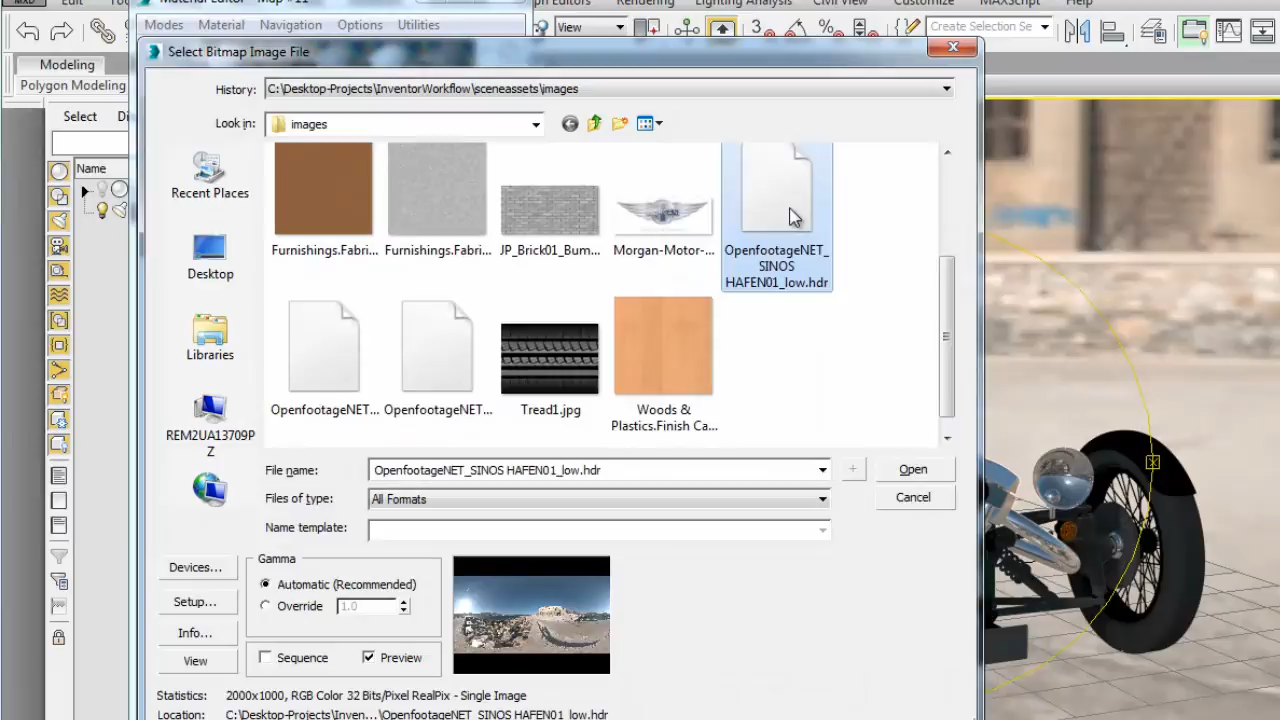 Modes Material Navigation Options Utilities
View
Create Selection Se
Rendering Lighting Analysis Civil View Customize MAXScript
Modeling
Polygon Modeling
Select
Name
Select Bitmap Image File
History: C:\Desktop-Projects\InventorWorkflow\sceneassets\images
Look in: images
Recent Places
Desktop
Libraries
REM2UA13709P
Z
Furnishings.Fabri... Furnishings.Fabri... JP_Brick01_Bum... Morgan-Motor-... OpenfootageNET_
SINOS
HAFEN01_low.hdr
OpenfootageNET... OpenfootageNET... Tread1.jpg Woods &
Plastics.Finish Ca...
File name: OpenfootageNET_SINOS HAFEN01_low.hdr Open
Files of type: All Formats Cancel
Name template:
Devices...
Setup...
Info...
View
Gamma
Automatic (Recommended)
Override 1.0
Sequence Preview
Statistics: 2000x1000, RGB Color 32 Bits/Pixel RealPix - Single Image
Location: C:\Desktop-Projects\Inven...\OpenfootageNET_SINOS HAFEN01_low.hdr